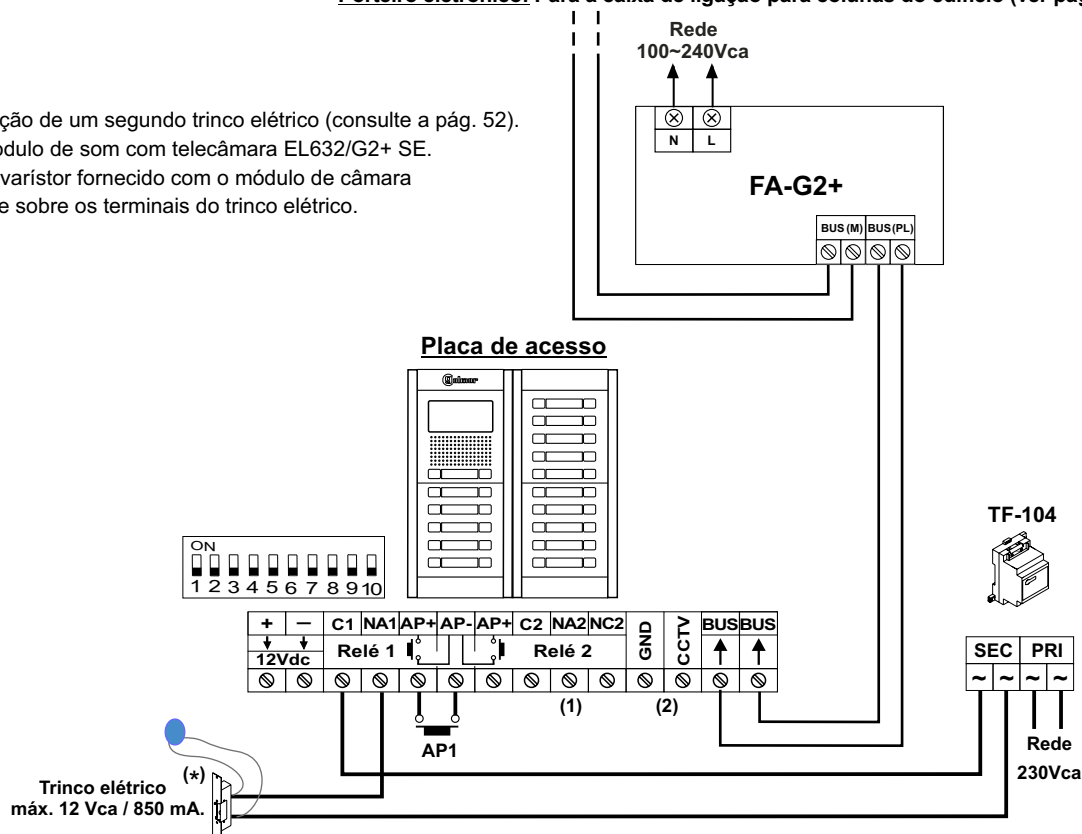 Porteiro eletrónico: Para a caixa de ligação para colunas do edifício (ver pág
Rede
100~240Vca
ção de um segundo trinco elétrico (consulte a pág. 52).
ódulo de som com telecâmara EL632/G2+ SE.
varístor fornecido com o módulo de câmara
e sobre os terminais do trinco elétrico.
N L
FA-G2+
BUS (M) BUS (PL)
Placa de acesso
Golmar
TF-104
ON
1 2 3 4 5 6 7 8 9 10
+ – C1 NA1 AP+ AP- AP+ C2 NA2 NC2 GND CCTV BUS BUS
12Vdc Relé 1 Relé 2
SEC PRI
~ ~ ~ ~
(1) (2)
AP1
Rede
230Vca
(*)
Trinco elétrico
máx. 12 Vca / 850 mA.